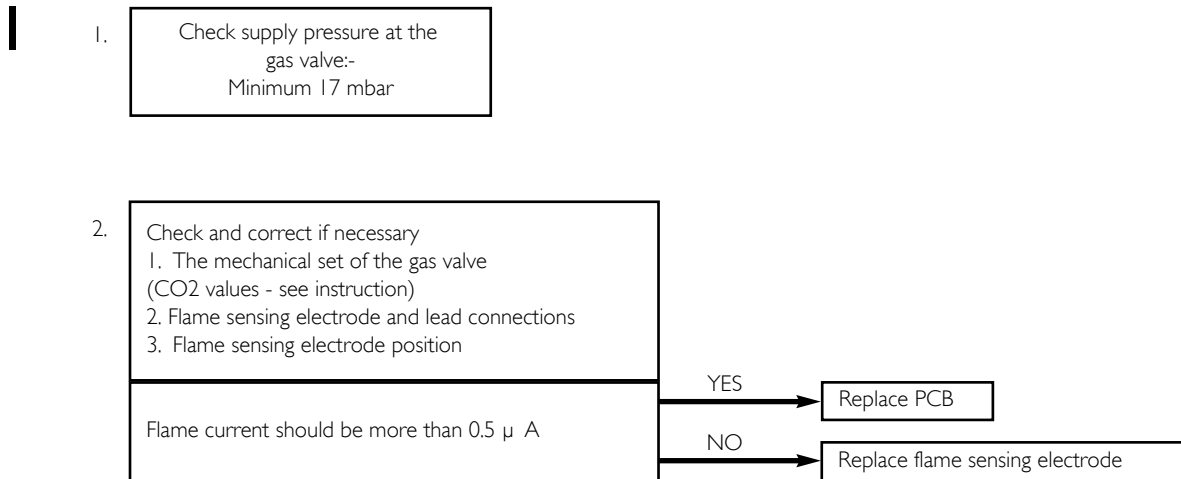 1.
Check supply pressure at the
gas valve:-
Minimum 17 mbar
2.
Check and correct if necessary
1. The mechanical set of the gas valve
(CO2 values - see instruction)
2. Flame sensing electrode and lead connections
3. Flame sensing electrode position
Flame current should be more than 0.5 μ A
YES
Replace PCB
NO
Replace flame sensing electrode